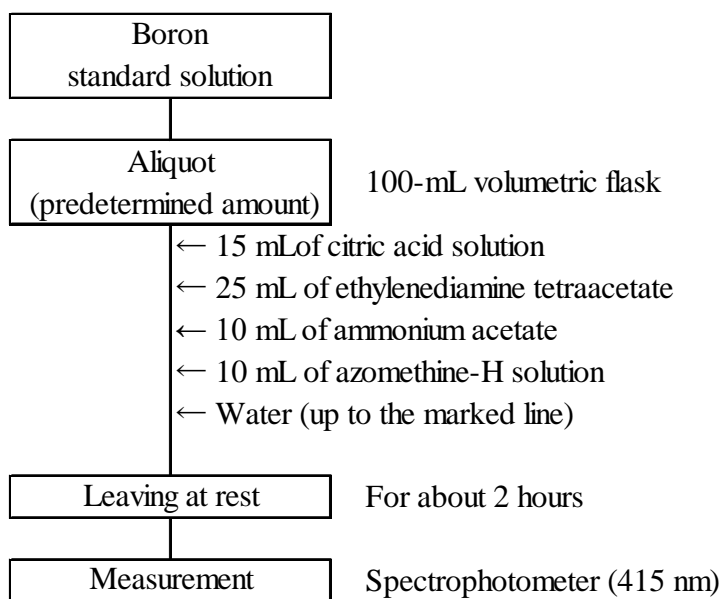 Boron
standard solution
Aliquot
(predetermined amount)
100-mL volumetric flask
← 15 mLof citric acid solution
← 25 mL of ethylenediamine tetraacetate
← 10 mL of ammonium acetate
← 10 mL of azomethine-H solution
← Water (up to the marked line)
Leaving at rest
For about 2 hours
Measurement
Spectrophotometer (415 nm)